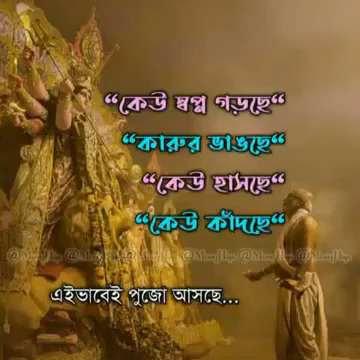 “কেউ স্বপ্ন গড়ছে“
“কারুর ভাঙছে“
“কেউ হাসছে“
“কেউ কাঁদছে“
এইভাবেই পুজো আসছে...